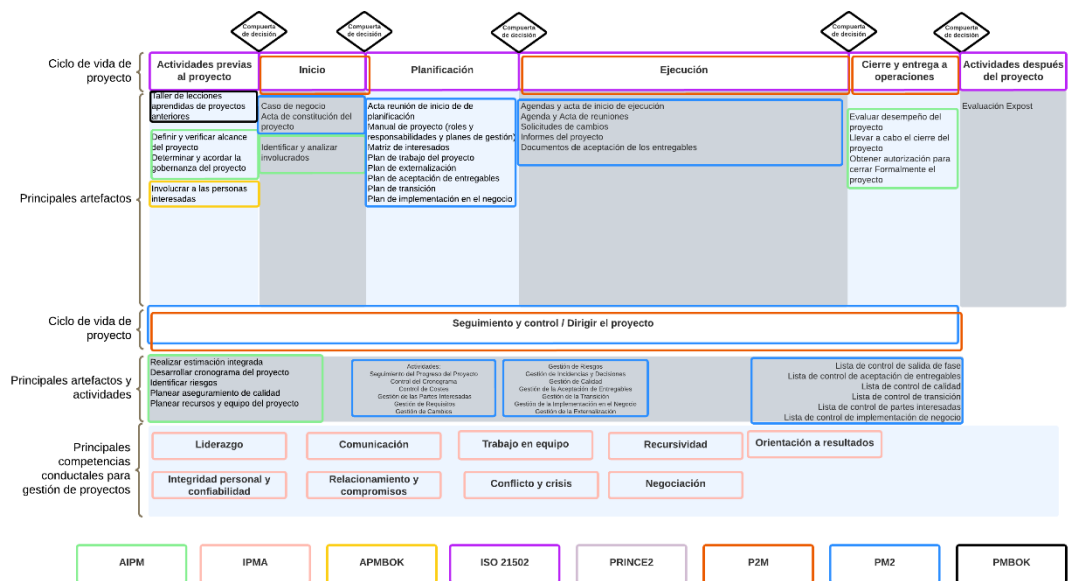 Compuerta
de decisión
Compuerta
de decisión
Compuerta
de decisión
Compuerta
de decisión
Compuerta
de decisión
Ciclo de vida de
proyecto
Actividades previas
al proyecto
Inicio
Planificación
Ejecución
Cierre y entrega a
operaciones
Actividades después
del proyecto
Principales artefactos
Taller de lecciones
aprendidas de proyectos
anteriores
Definir y verificar alcance
del proyecto
Determinar y acordar la
gobernanza del proyecto
Involucrar a las personas
interesadas
Caso de negocio
Acta de constitución del
proyecto
Identificar y analizar
involucrados
Acta reunión de inicio de de
planificación
Manual de proyecto (roles y
responsabilidades y planes de gestión)
Matriz de interesados
Plan de trabajo del proyecto
Plan de externalización
Plan de aceptación de entregables
Plan de transición
Plan de implementación en el negocio
Agendas y acta de inicio de ejecución
Agenda y Acta de reuniones
Solicitudes de cambios
Informes del proyecto
Documentos de aceptación de los entregables
Evaluar desempeño del
proyecto
Llevar a cabo el cierre del
proyecto
Obtener autorización para
cerrar Formalmente el
proyecto
Evaluación Expost
Ciclo de vida de
proyecto
Seguimiento y control / Dirigir el proyecto
Principales artefactos y
actividades
Realizar estimación integrada
Desarrollar cronograma del proyecto
Identificar riesgos
Planear aseguramiento de calidad
Planear recursos y equipo del proyecto
Actividades:
Seguimiento del Progreso del Proyecto
Control del Cronograma
Control de Costes
Gestión de las Partes Interesadas
Gestión de Requisitos
Gestión de Cambios
Gestión de Riesgos
Gestión de Incidencias y Decisiones
Gestión de Calidad
Gestión de la Aceptación de Entregables
Gestión de la Transición
Gestión de la Implementación en el Negocio
Gestión de la Externalización
Lista de control de salida de fase
Lista de control de aceptación de entregables
Lista de control de calidad
Lista de control de transición
Lista de control de partes interesadas
Lista de control de implementación de negocio
Principales
competencias
conductales para
gestión de proyectos
Liderazgo
Comunicación
Trabajo en equipo
Recursividad
Orientación a resultados
Integridad personal y
confiabilidad
Relacionamiento y
compromisos
Conflicto y crisis
Negociación
AIPM
IPMA
APMBOK
ISO 21502
PRINCE2
P2M
PM2
PMBOK